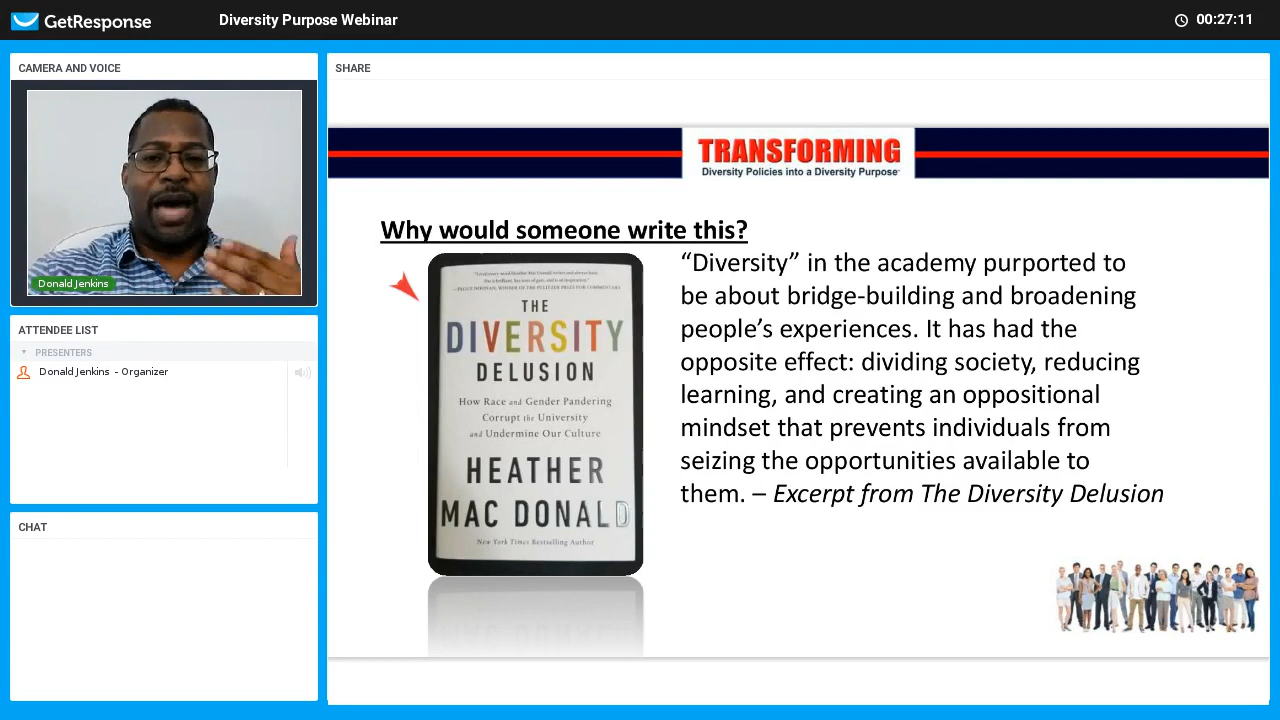 GetResponse
Diversity Purpose Webinar
00:27:11
CAMERA AND VOICE
Donald Jenkins
ATTENDEE LIST
PRESENTERS
Donald Jenkins - Organizer
CHAT
SHARE
TRANSFORMING
Diversity Policies into a Diversity Purpose
Why would someone write this?
THE
DIVERSITY
DELUSION
How Race and Gender Pandering
Corrupt the University
and Undermine Our Culture
HEATHER
MAC DONALD
New York Times Bestselling Author
“Diversity” in the academy purported to
be about bridge-building and broadening
people’s experiences. It has had the
opposite effect: dividing society, reducing
learning, and creating an oppositional
mindset that prevents individuals from
seizing the opportunities available to
them. – Excerpt from The Diversity Delusion